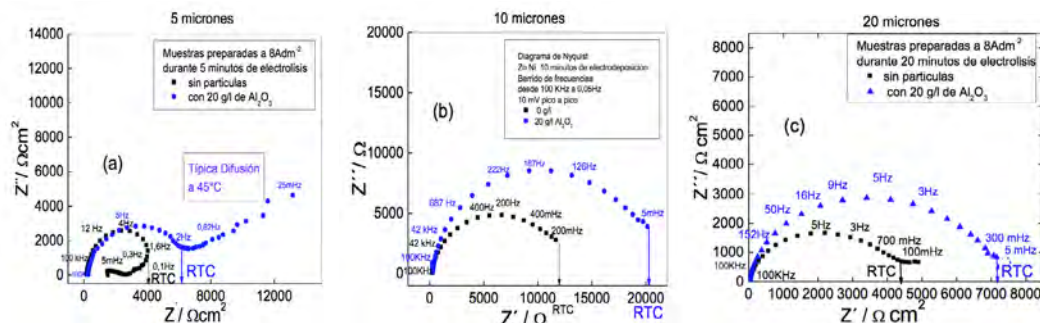 5 micrones
14000
12000
10000
8000
6000
4000
2000
0
Z´´/ Ωcm²
Muestras preparadas a 8Adm⁻²
durante 5 minutos de electrolisis
sin particulas
con 20 g/l de Al₂O₃
(a)
Típica Difusión
a 45°C
25mHz
0,82Hz
2Hz
5Hz
4Hz
12 Hz
1,6Hz
0,3Hz
0,1Hz
5mHz
100 kHz
RTC
RTC
0
4000
8000
12000
Z´/ Ωcm²
10 micrones
20000
15000
10000
5000
0
Z´´/ Ω
Diagrama de Nyquist
Zn Ni 10 minutos de electrodeposición
Barrido de frecuencias
desde 100 KHz a 0,05Hz
10 mV pico a pico
0 g/l
20 g/l Al₂O₃
(b)
222Hz
187Hz
126Hz
687 Hz
400Hz
200Hz
400mHz
200mHz
5mHz
42 kHz
42 kHz
100KHz
100KHz
RTC
RTC
0
5000
10000
15000
20000
Z´/ Ω
20 micrones
8000
7000
6000
5000
4000
3000
2000
1000
0
Z´´/ Ω cm²
Muestras preparadas a 8Adm⁻²
durante 20 minutos de electrolisis
sin particulas
con 20 g/l de Al₂O₃
(c)
16Hz
9Hz
5Hz
3Hz
50Hz
152Hz
5Hz
3Hz
700 mHz
100mHz
300 mHz
5 mHz
100KHz
100KHz
RTC
RTC
0
1000
2000
3000
4000
5000
6000
7000
8000
Z´/ Ω cm²